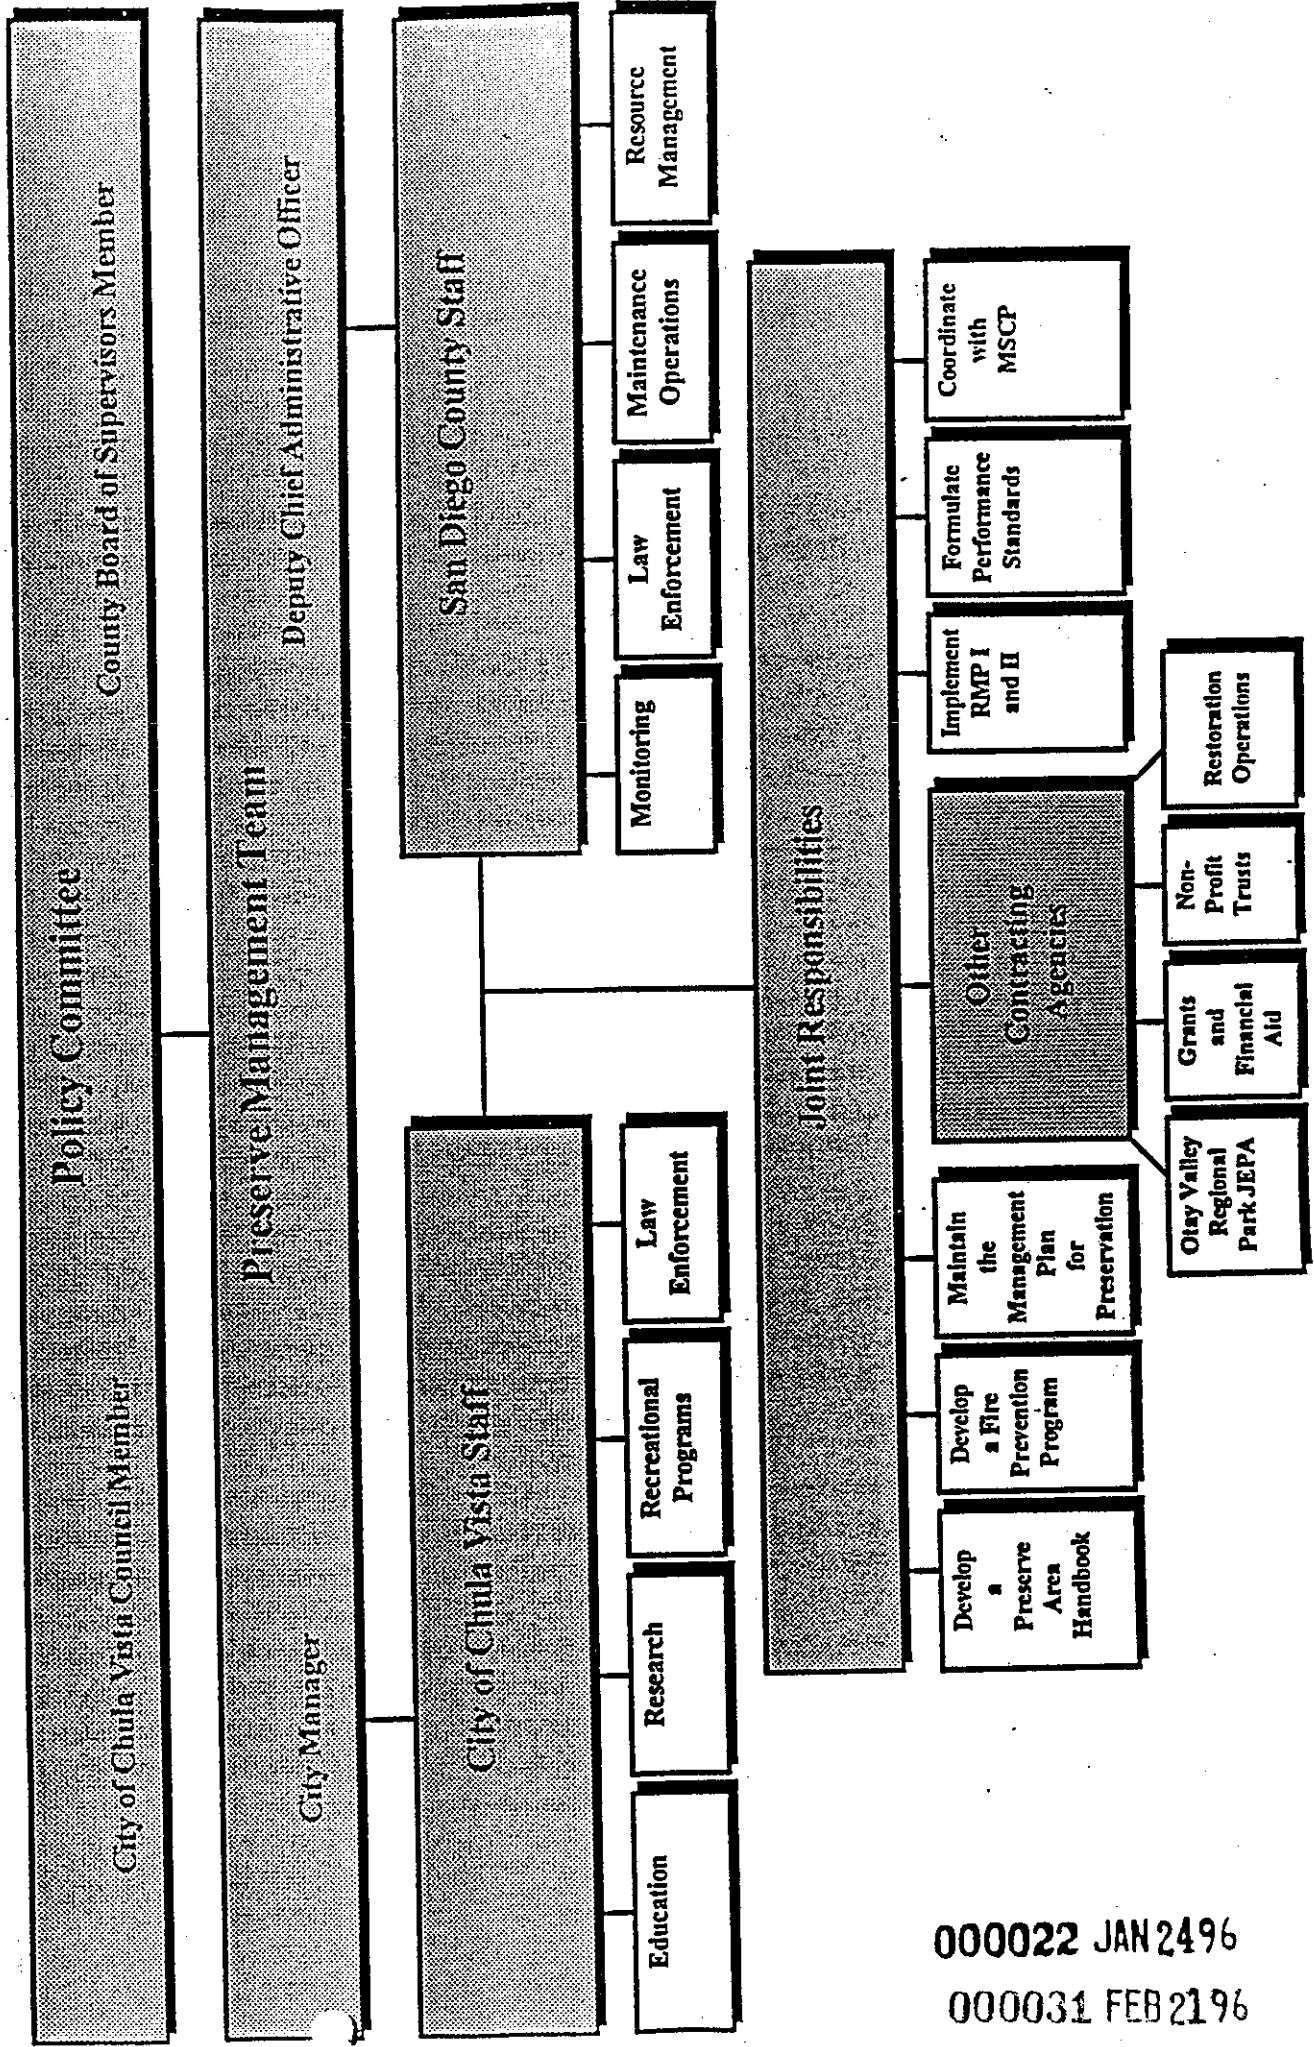 Policy Committee
City of Chula Vista Council Member
County Board of Supervisors Member
Preserve Management Team
City Manager
Deputy Chief Administrative Officer
City of Chula Vista Staff
San Diego County Staff
Education
Research
Recreational
Programs
Law
Enforcement
Monitoring
Law
Enforcement
Maintenance
Operations
Resource
Management
Joint Responsibilities
Develop
a
Preserve
Area
Handbook
Develop
a Fire
Prevention
Program
Maintain
the
Management
Plan
for
Preservation
Other
Contracting
Agencies
Implement
RMP I
and II
Formulate
Performance
Standards
Coordinate
with
MSCP
Otay Valley
Regional
Park JEPA
Grants
and
Financial
Aid
Non-
Profit
Trusts
Restoration
Operations
000022 JAN 24 96
000031 FEB 21 96